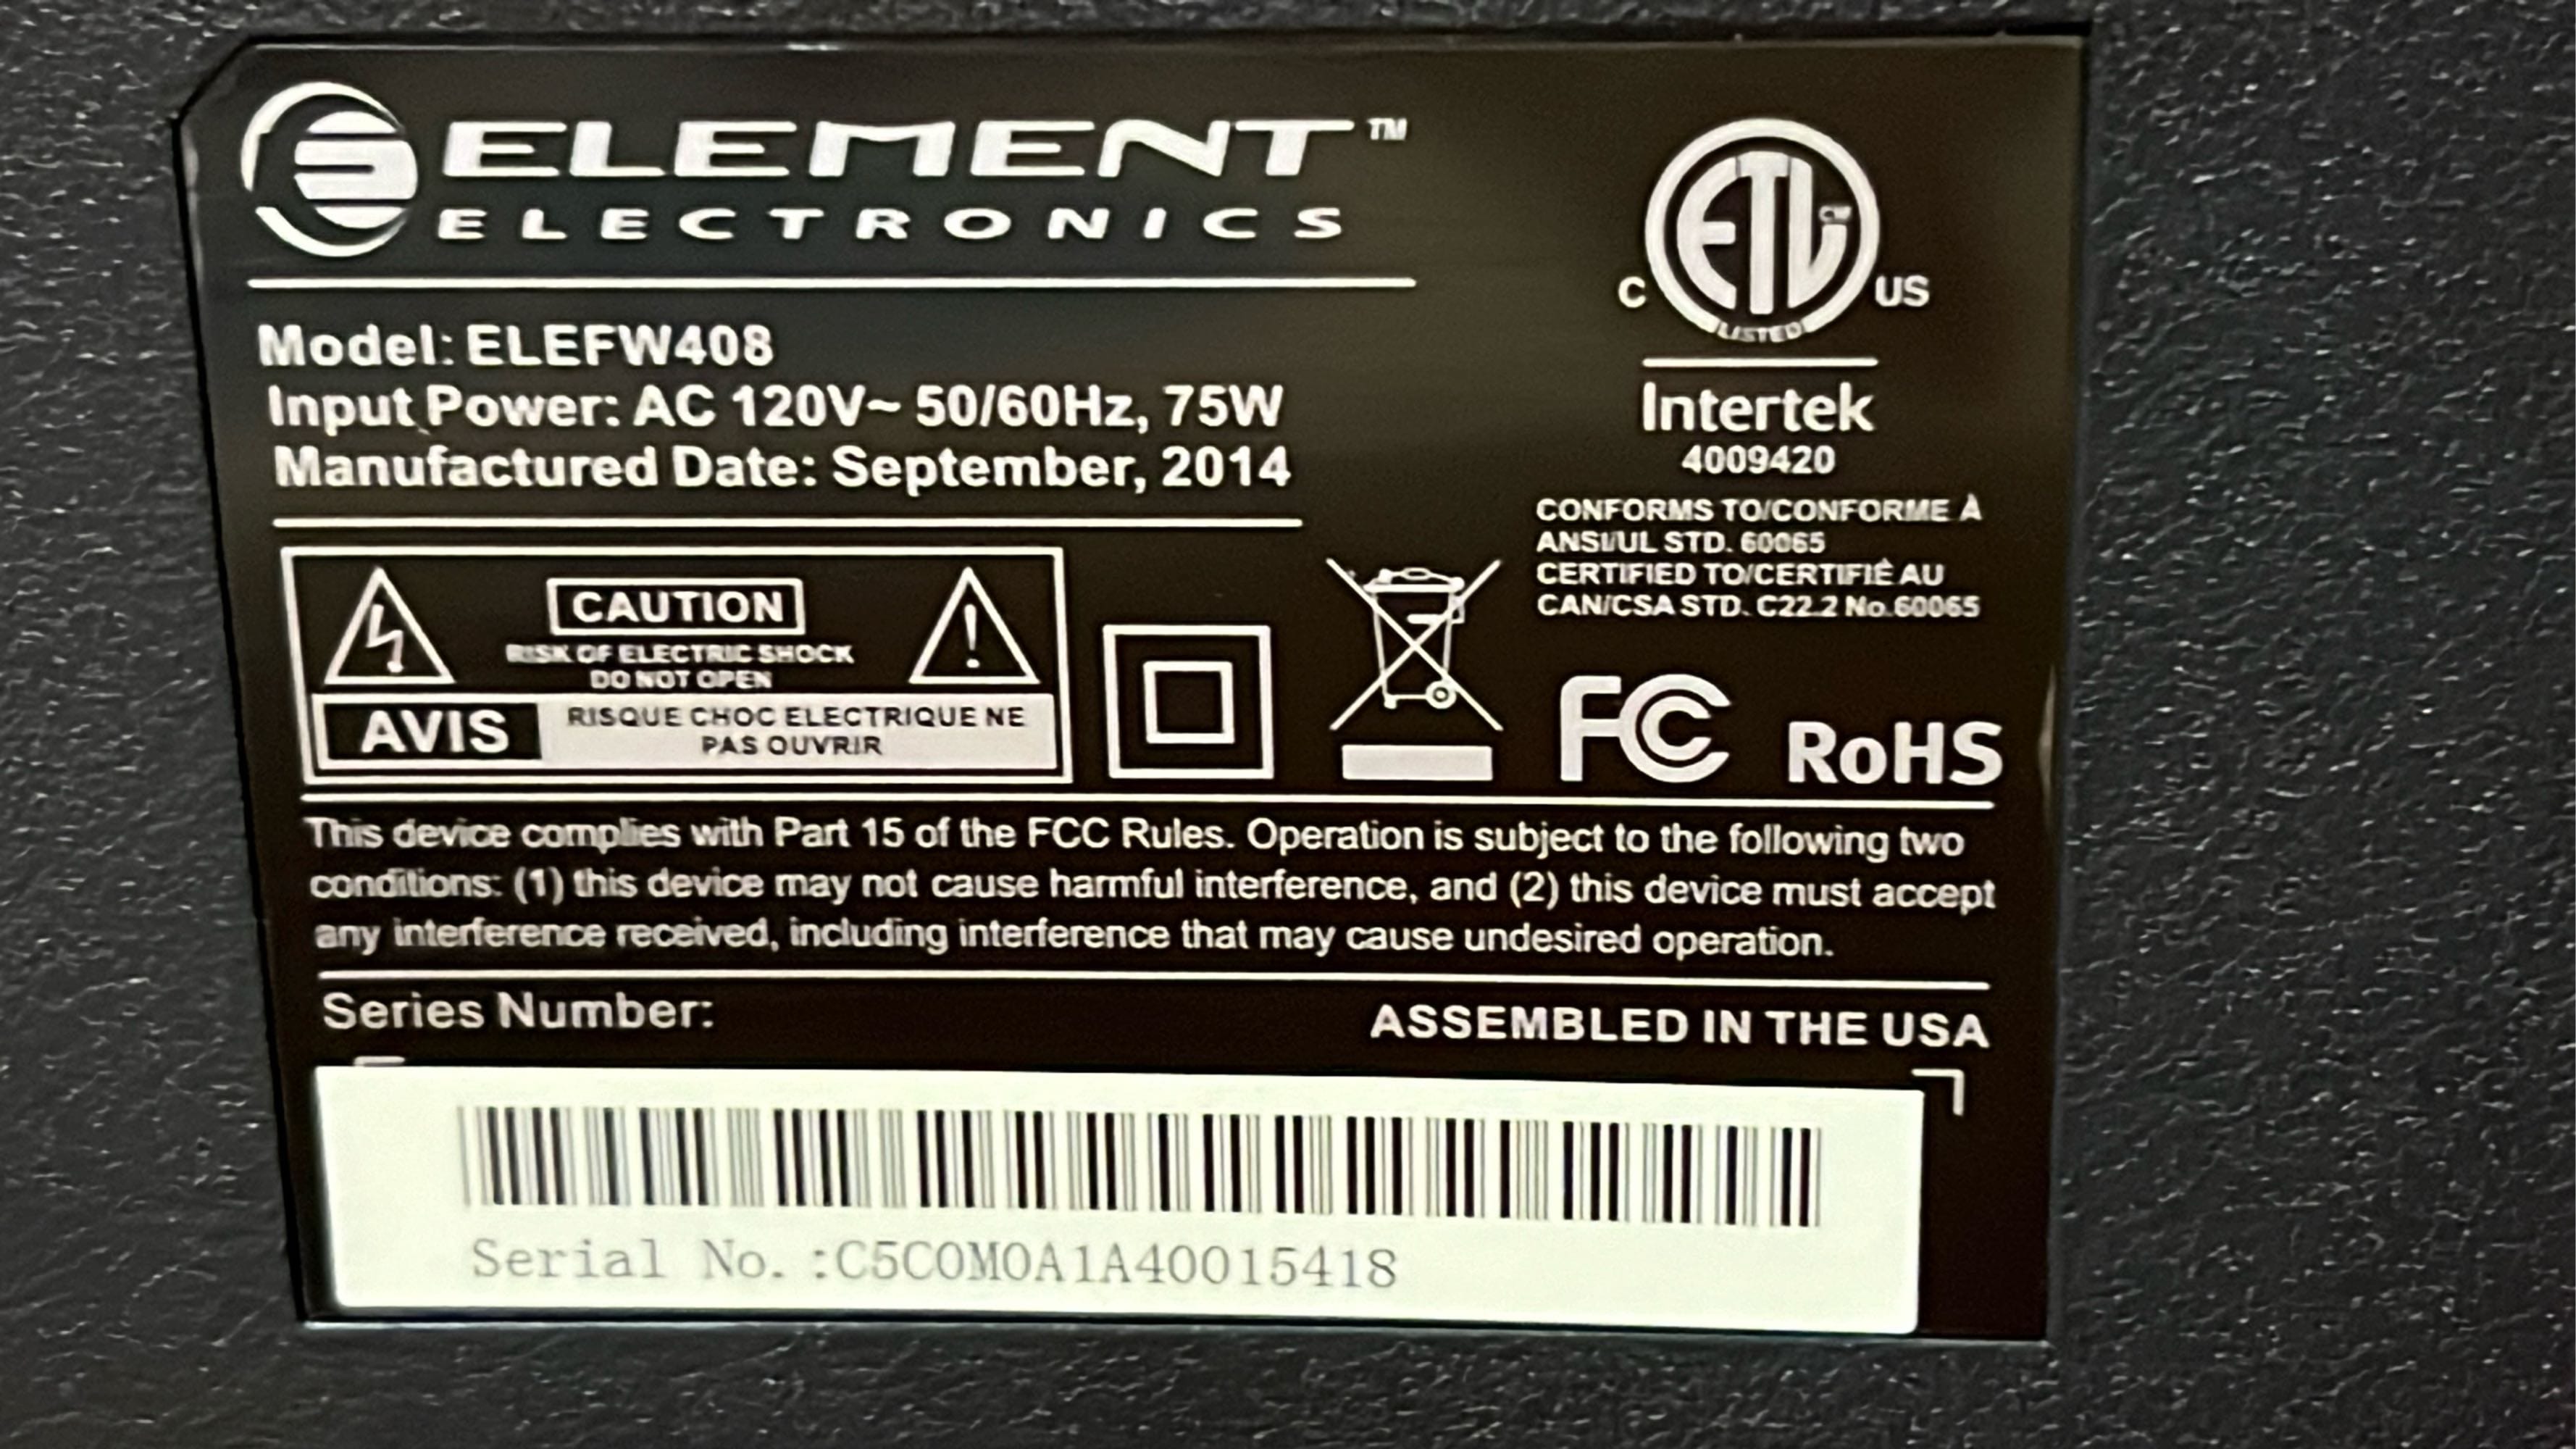 ELEMENT™
ELECTRONICS
Model: ELEFW408
Input Power: AC 120V~ 50/60Hz, 75W
Manufactured Date: September, 2014
ETL CM
C US
LISTED
Intertek
4009420
CONFORMS TO/CONFORME À
ANSI/UL STD. 60065
CERTIFIED TO/CERTIFIÉ AU
CAN/CSA STD. C22.2 No.60065
CAUTION
RISK OF ELECTRIC SHOCK
DO NOT OPEN
AVIS
RISQUE CHOC ELECTRIQUE NE
PAS OUVRIR
FC RoHS
This device complies with Part 15 of the FCC Rules. Operation is subject to the following two
conditions: (1) this device may not cause harmful interference, and (2) this device must accept
any interference received, including interference that may cause undesired operation.
Series Number:
ASSEMBLED IN THE USA
Serial No.:C5C0M0A1A40015418